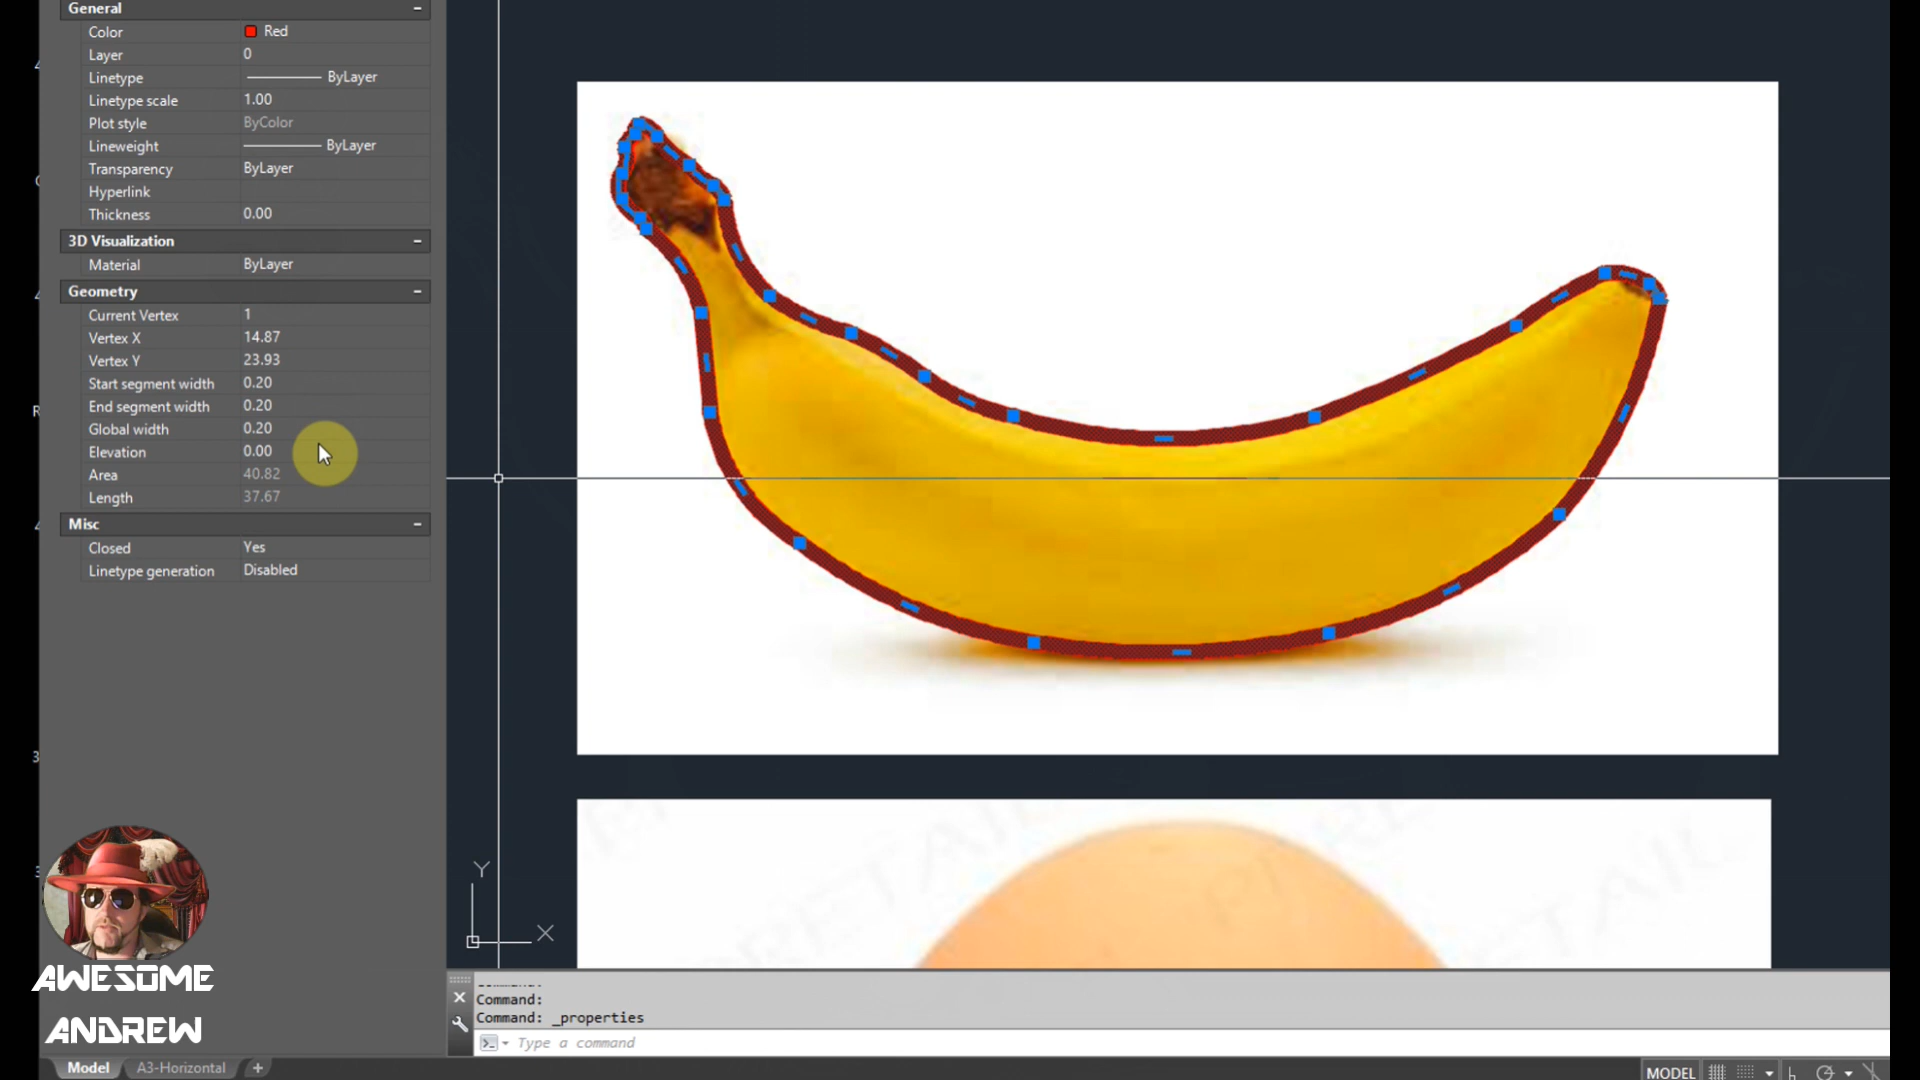 General −
Color Red
Layer 0
Linetype ByLayer
Linetype scale 1.00
Plot style ByColor
Lineweight ByLayer
Transparency ByLayer
Hyperlink
Thickness 0.00
3D Visualization −
Material ByLayer
Geometry −
Current Vertex 1
Vertex X 14.87
Vertex Y 23.93
Start segment width 0.20
End segment width 0.20
Global width 0.20
Elevation 0.00
Area 40.82
Length 37.67
Misc −
Closed Yes
Linetype generation Disabled
Y
X
AWESOME
ANDREW
Command:
Command: _properties
Type a command
Model A3-Horizontal +
MODEL